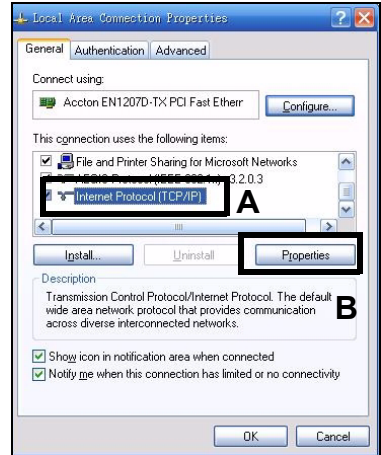 Local Area Connection Properties
General Authentication Advanced
Connect using:
Accton EN1207D-TX PCI Fast Etherr Configure...
This connection uses the following items:
File and Printer Sharing for Microsoft Networks
3.2.0.3
Internet Protocol (TCP/IP)
A
Install... Uninstall Properties
Description
Transmission Control Protocol/Internet Protocol. The default
wide area network protocol that provides communication
across diverse interconnected networks.
B
Show icon in notification area when connected
Notify me when this connection has limited or no connectivity
OK Cancel